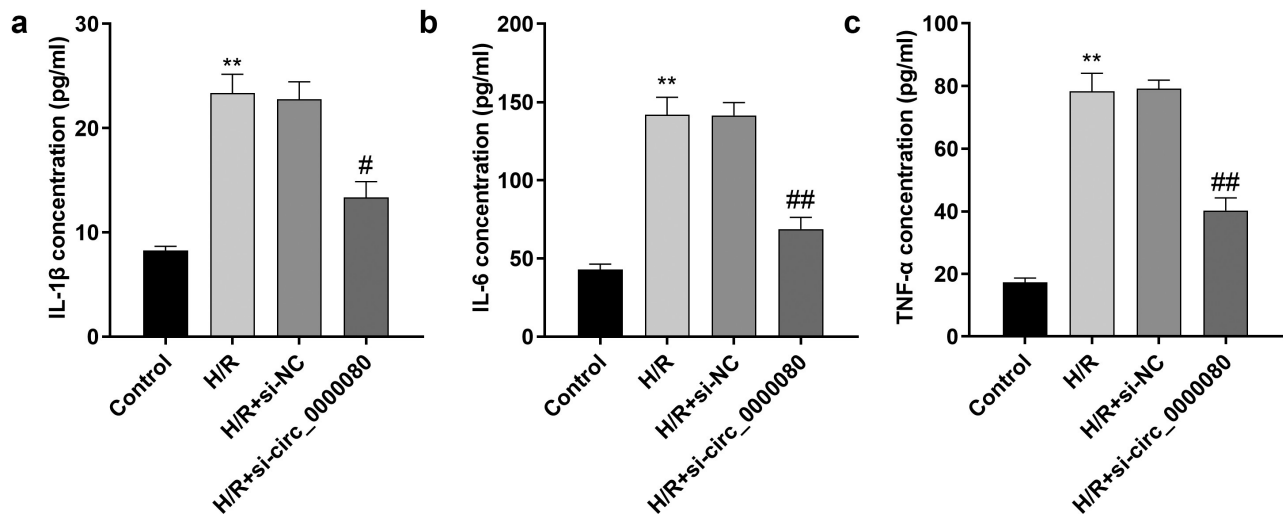 a
IL-1β concentration (pg/ml)
30
20
10
0
**
#
Control
H/R
H/R+si-NC
H/R+si-circ_0000080
b
IL-6 concentration (pg/ml)
200
150
100
50
0
**
##
Control
H/R
H/R+si-NC
H/R+si-circ_0000080
c
TNF-α concentration (pg/ml)
100
80
60
40
20
0
**
##
Control
H/R
H/R+si-NC
H/R+si-circ_0000080